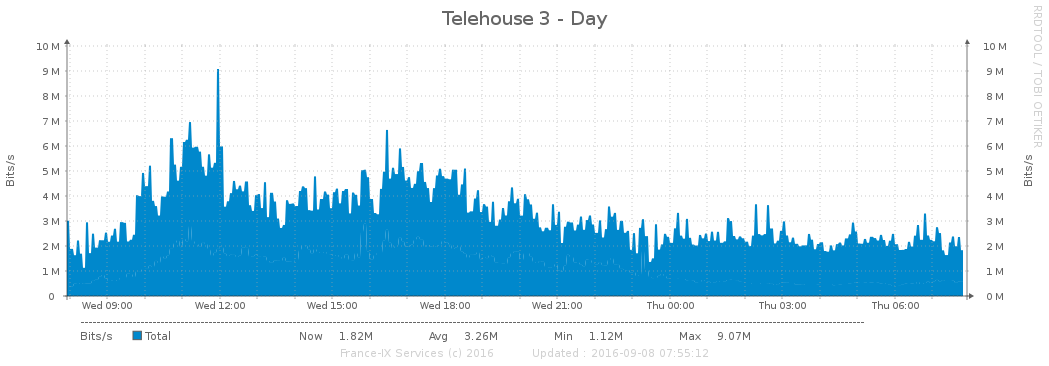 Telehouse 3 - Day
RRDTOOL / TOBI OETIKER
Bits/s
Bits/s
10 M 10 M
9 M 9 M
8 M 8 M
7 M 7 M
6 M 6 M
5 M 5 M
4 M 4 M
3 M 3 M
2 M 2 M
1 M 1 M
0 0 M
Wed 09:00 Wed 12:00 Wed 15:00 Wed 18:00 Wed 21:00 Thu 00:00 Thu 03:00 Thu 06:00
Bits/s Total Now 1.82M Avg 3.26M Min 1.12M Max 9.07M
France-IX Services (c) 2016 Updated : 2016-09-08 07:55:12